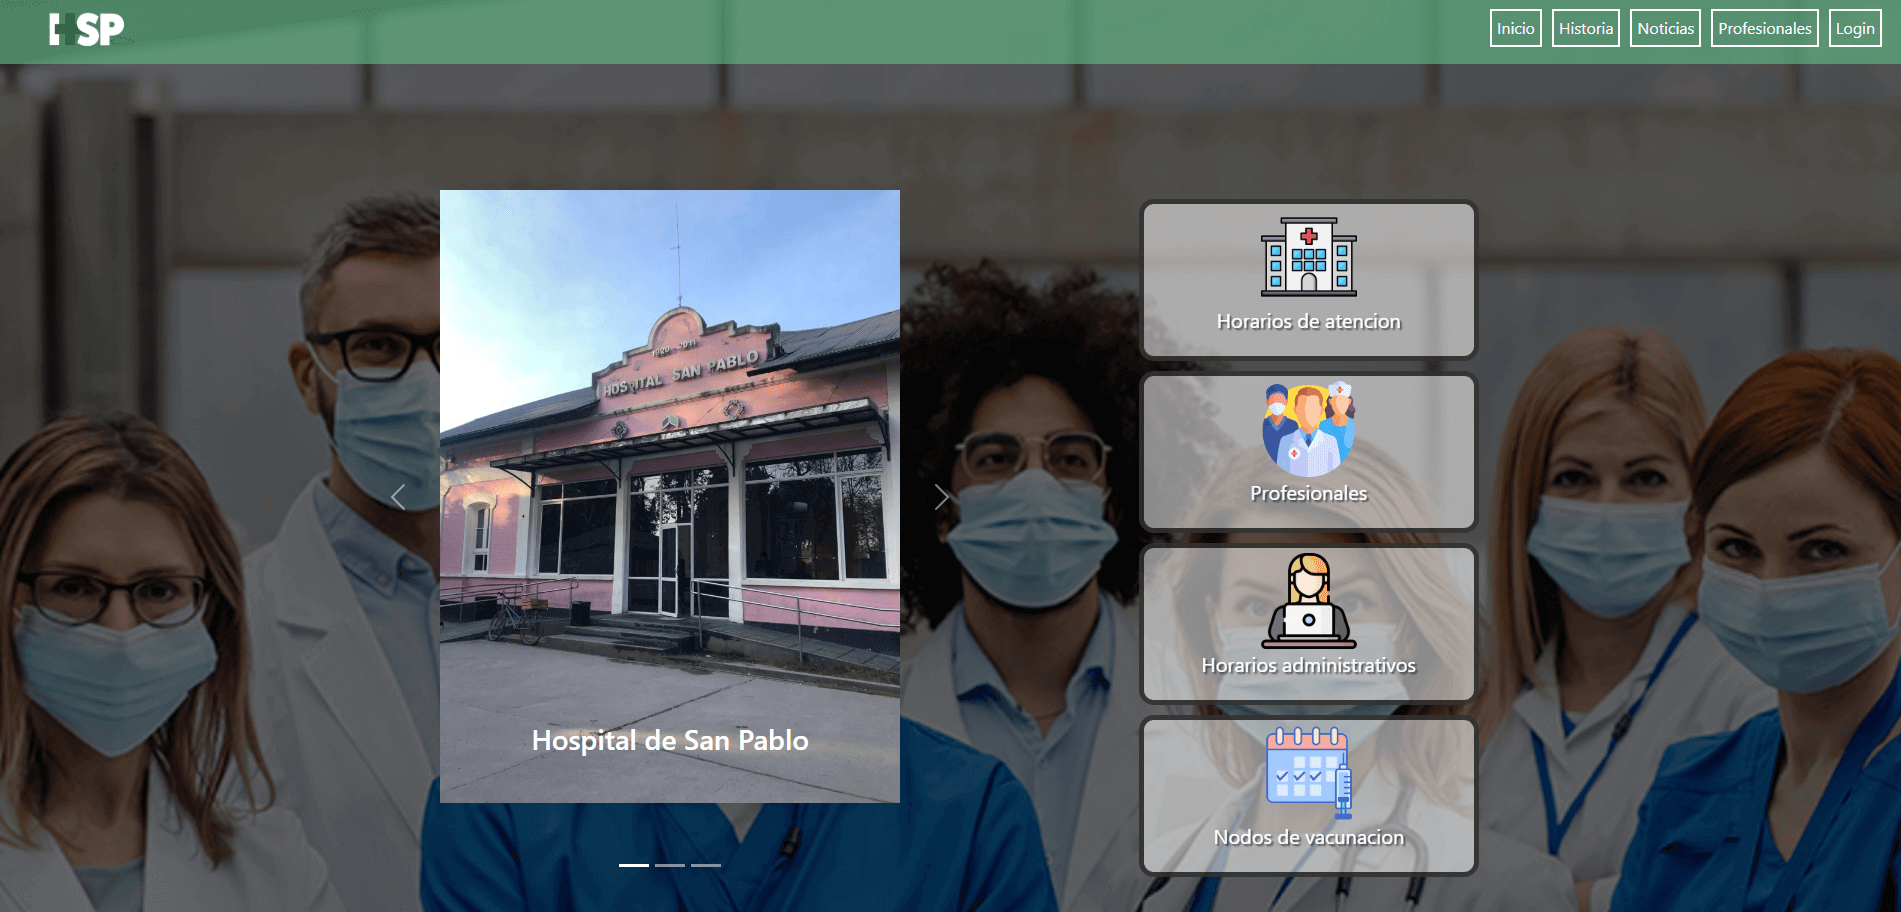 HSP
Inicio
Historia
Noticias
Profesionales
Login
1890 2011
HOSPITAL SAN PABLO
Hospital de San Pablo
Horarios de atencion
Profesionales
Horarios administrativos
Nodos de vacunacion